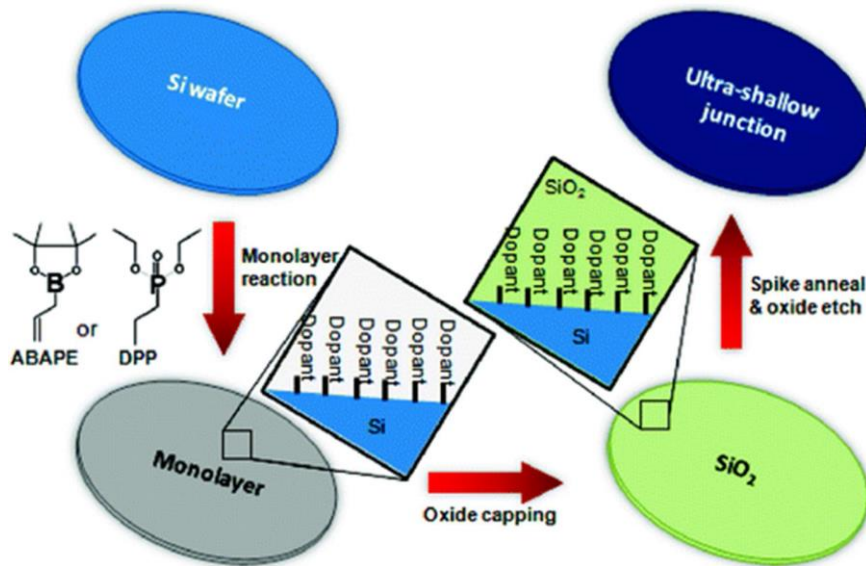 Si wafer
Ultra-shallow
junction
SiO2
Dopant Dopant Dopant Dopant Dopant Dopant
Si
Monolayer
reaction
O O
B
or
O
O P O
ABAPE
DPP
Dopant Dopant Dopant Dopant Dopant Dopant
Si
Spike anneal
& oxide etch
Monolayer
Oxide capping
SiO2